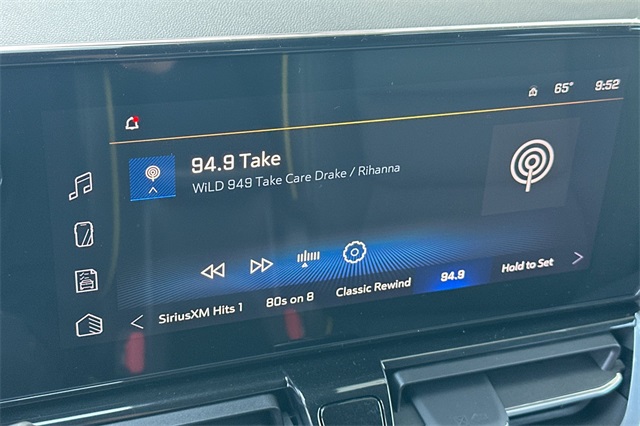 65° 9:52
94.9 Take
WiLD 949 Take Care Drake / Rihanna
SiriusXM Hits 1 80s on 8 Classic Rewind 94.9 Hold to Set